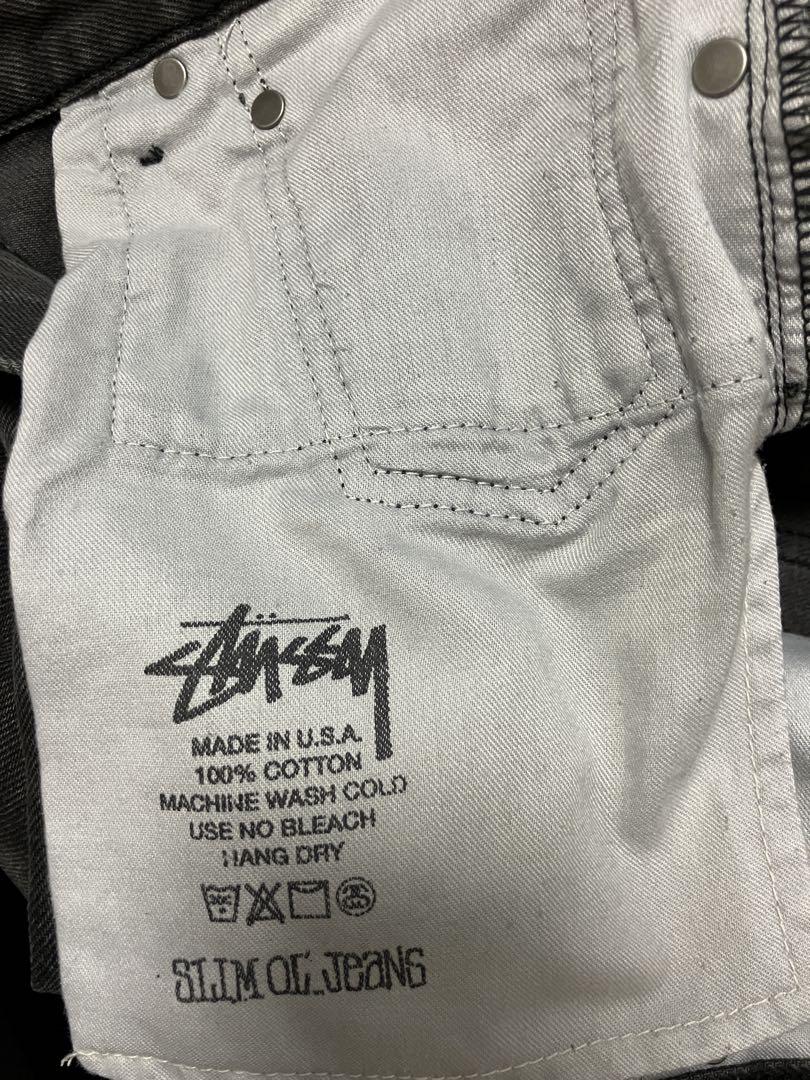 STÜSSY
MADE IN U.S.A.
100% COTTON
MACHINE WASH COLD
USE NO BLEACH
HANG DRY
SLIM OL' JEANS